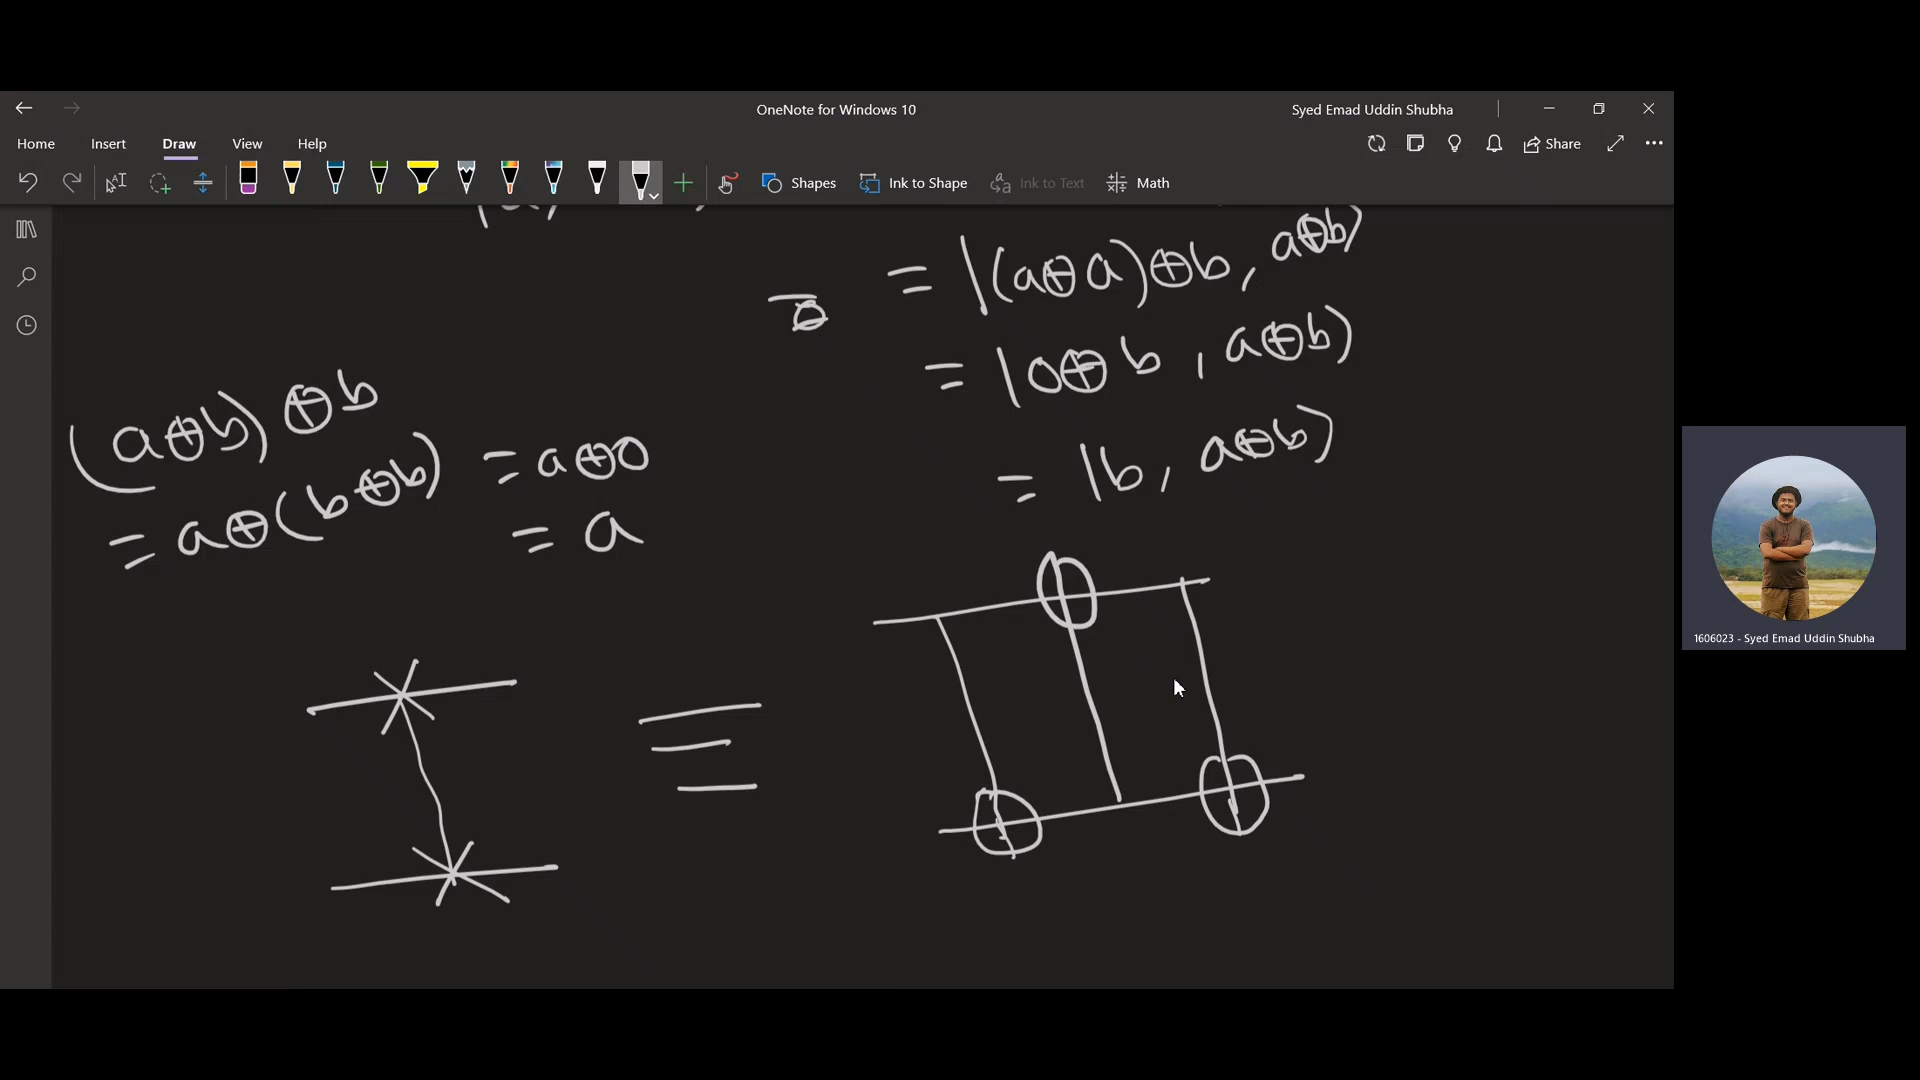 OneNote for Windows 10
Syed Emad Uddin Shubha
Home Insert Draw View Help
Share
Shapes Ink to Shape Ink to Text Math
= |(a⊕a)⊕b, a⊕b⟩
= |0⊕b, a⊕b⟩
= |b, a⊕b⟩
(a⊕b)⊕b
= a⊕(b⊕b) = a⊕0
= a
1606023 - Syed Emad Uddin Shubha